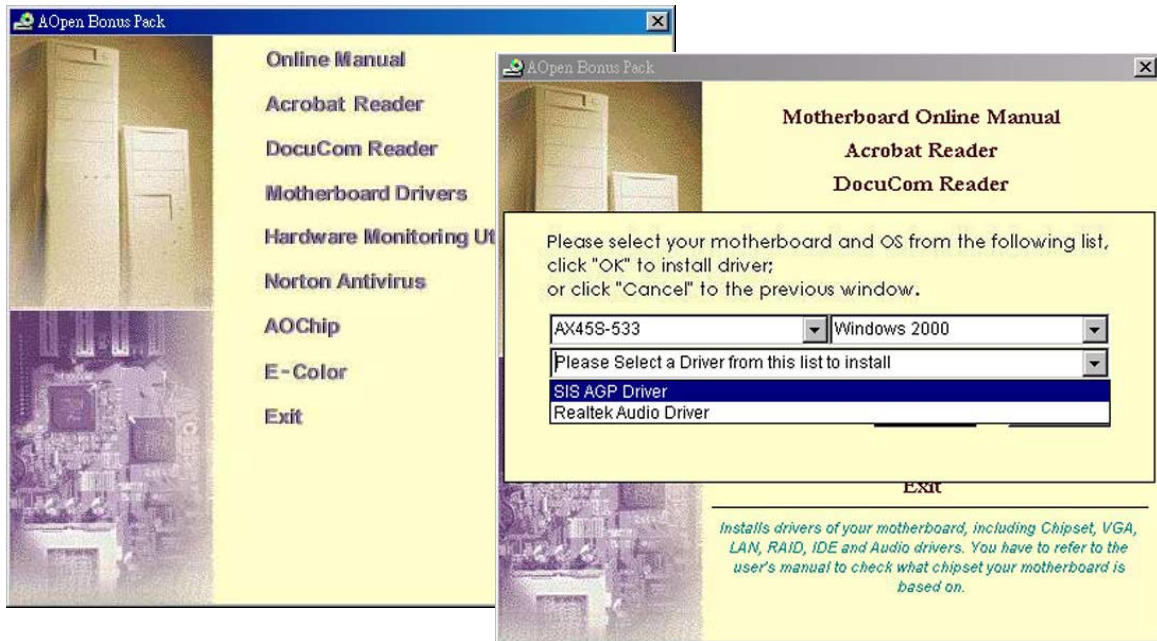 AOpen Bonus Pack
Online Manual
Acrobat Reader
DocuCom Reader
Motherboard Drivers
Hardware Monitoring Ut
Norton Antivirus
AOChip
E-Color
Exit
AOpen Bonus Pack
Motherboard Online Manual
Acrobat Reader
DocuCom Reader
Please select your motherboard and OS from the following list,
click "OK" to install driver;
or click "Cancel" to the previous window.
AX45S-533
Windows 2000
Please Select a Driver from this list to install
SIS AGP Driver
Realtek Audio Driver
Exit
Installs drivers of your motherboard, including Chipset, VGA,
LAN, RAID, IDE and Audio drivers. You have to refer to the
user's manual to check what chipset your motherboard is
based on.